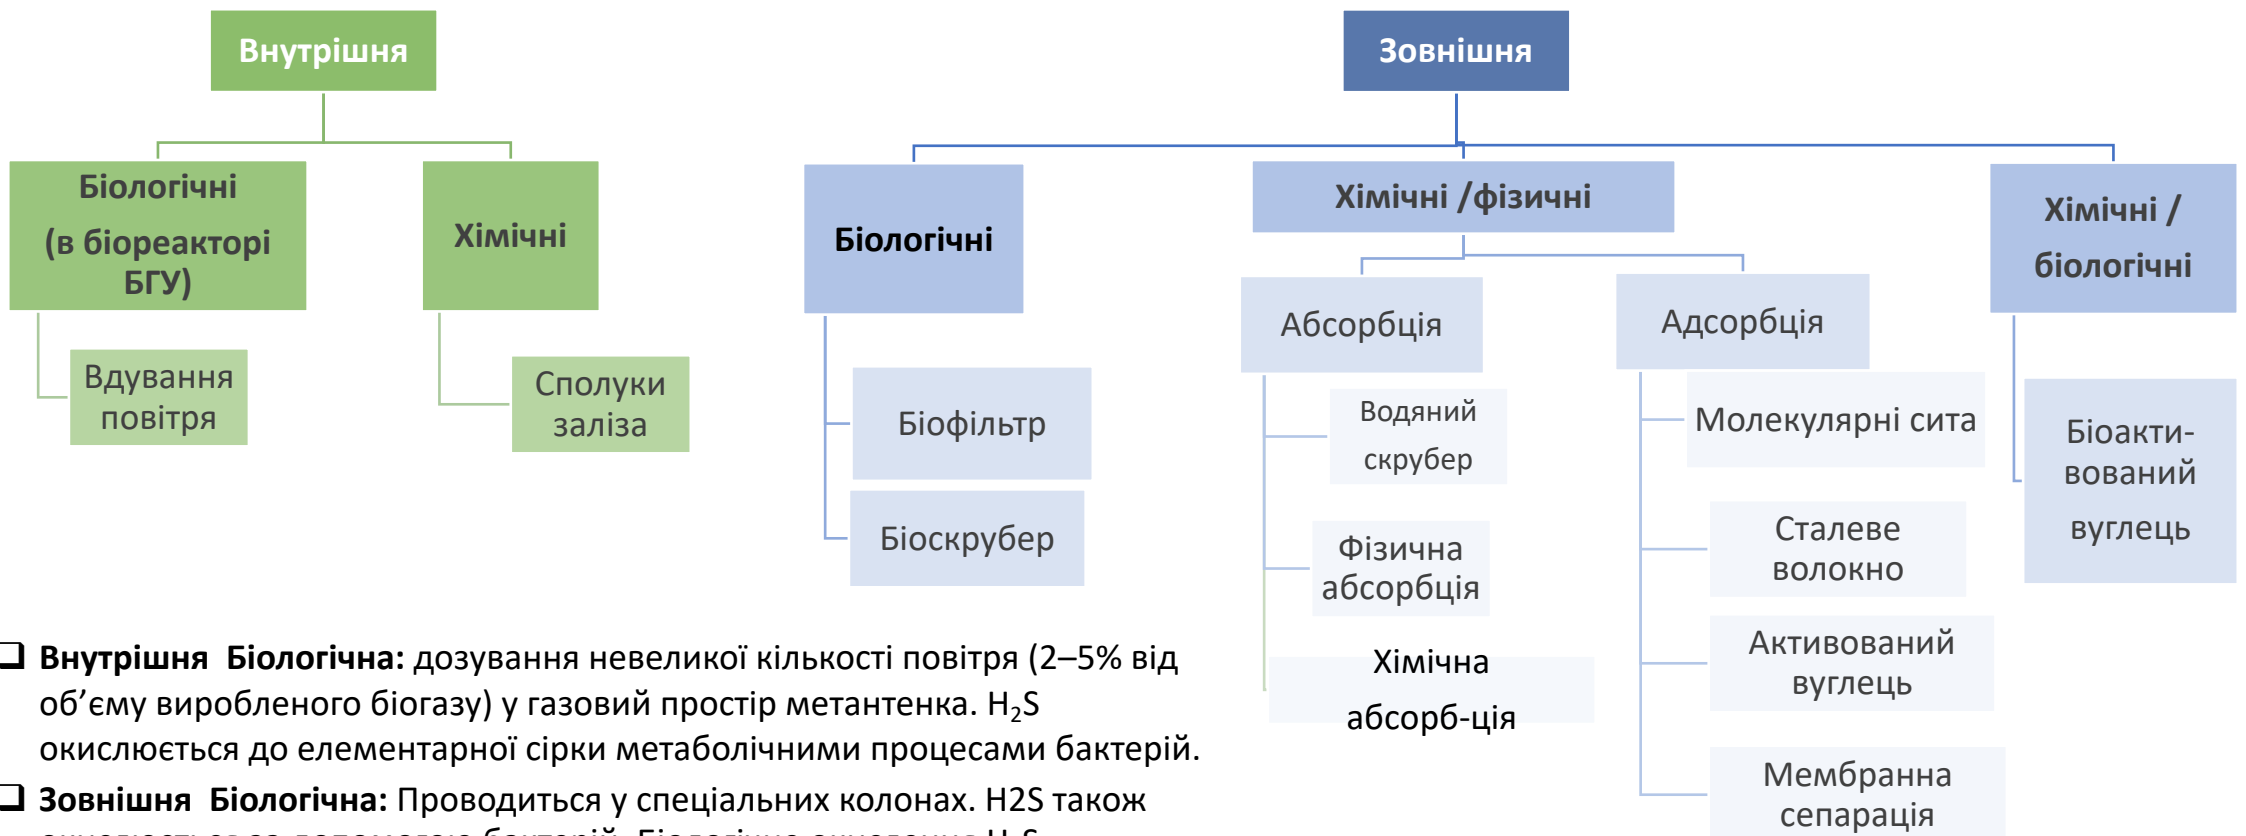 Внутрішня
Зовнішня
Біологічні
(в біореакторі
БГУ)
Хімічні
Вдування
повітря
Сполуки
заліза
Біологічні
Біофільтр
Біоскрубер
Хімічні /фізичні
Абсорбція
Водяний
скрубер
Фізична
абсорбція
Хімічна
абсорб-ція
Адсорбція
Молекулярні сита
Сталеве
волокно
Активований
вуглець
Мембранна
сепарація
Хімічні /
біологічні
Біоакти-
вований
вуглець
Внутрішня Біологічна: дозування невеликої кількості повітря (2–5% від
об’єму виробленого біогазу) у газовий простір метантенка. H₂S
окислюється до елементарної сірки метаболічними процесами бактерій.
Зовнішня Біологічна: Проводиться у спеціальних колонах. H2S також